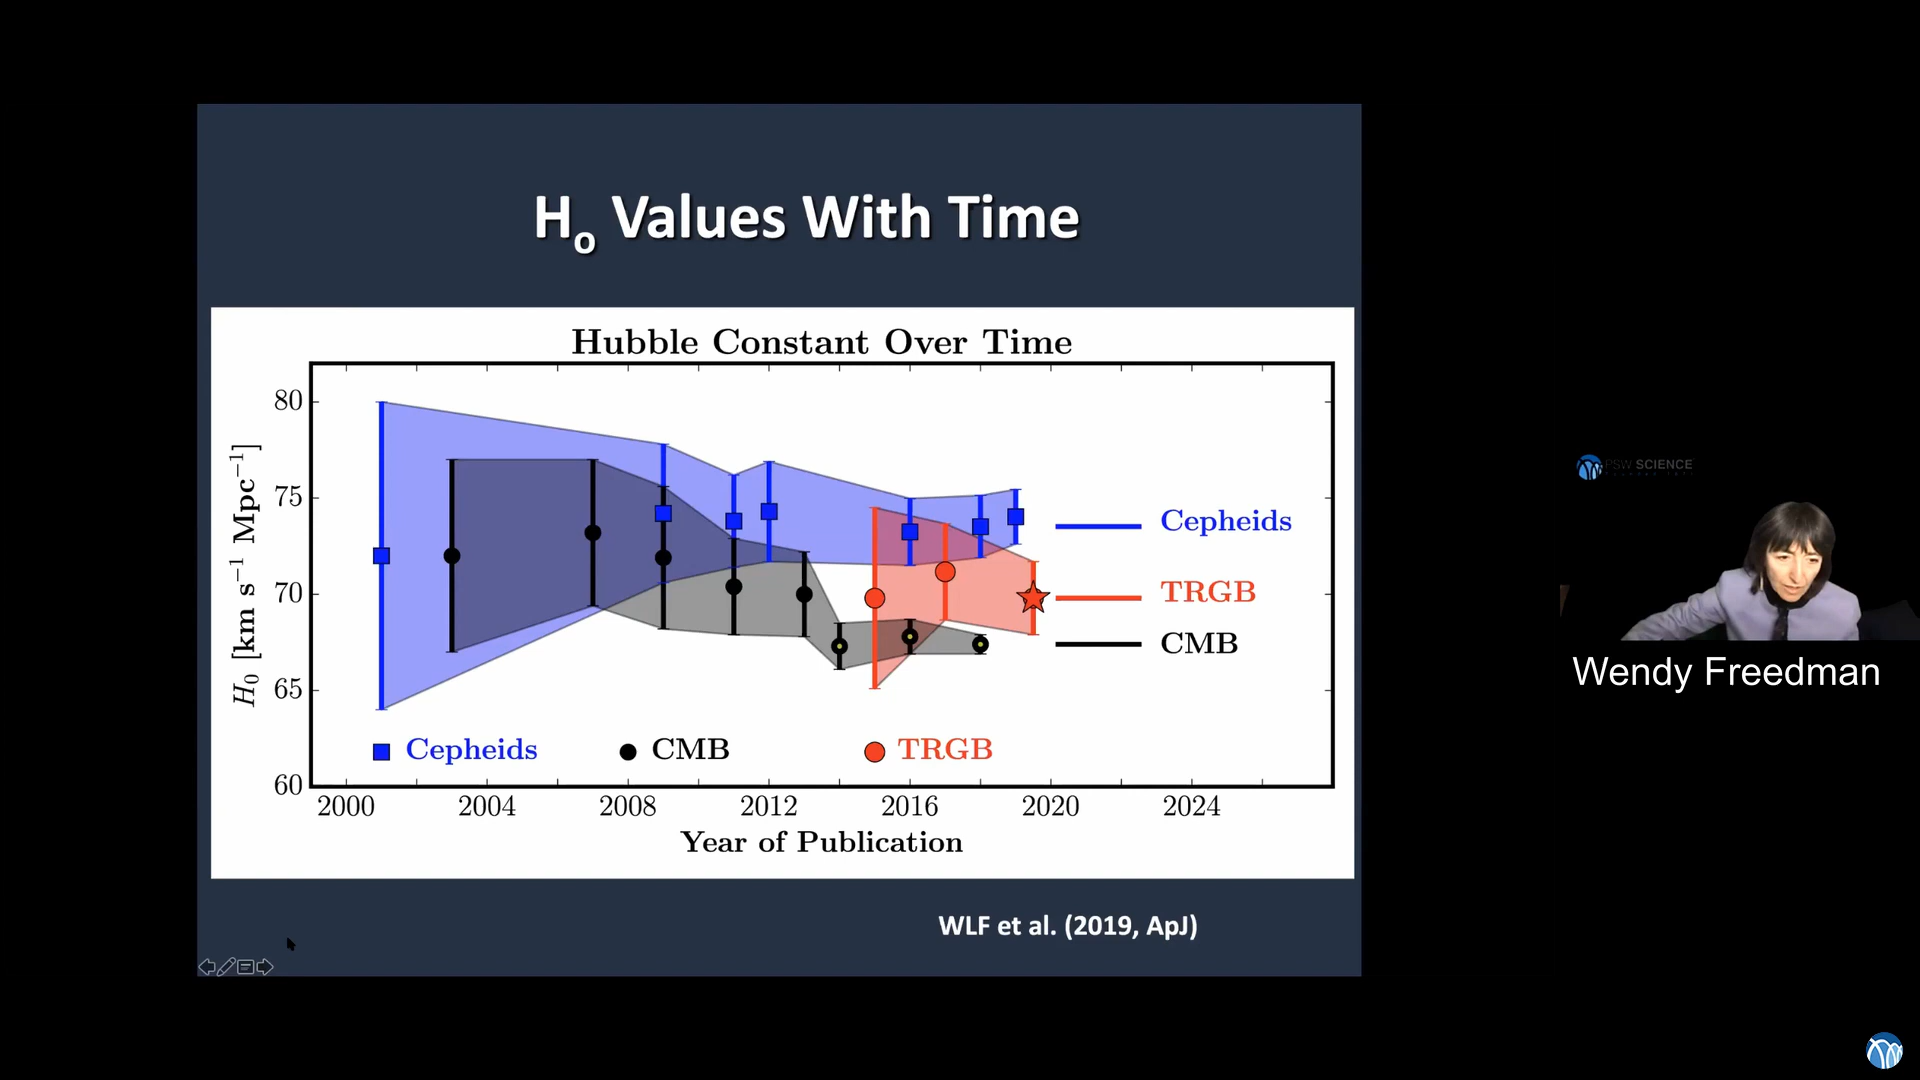 Hₒ Values With Time
Hubble Constant Over Time
80
75
70
65
60
H₀ [km s⁻¹ Mpc⁻¹]
Cepheids
TRGB
CMB
Cepheids
CMB
TRGB
2000 2004 2008 2012 2016 2020 2024
Year of Publication
WLF et al. (2019, ApJ)
PSW SCIENCE
Wendy Freedman